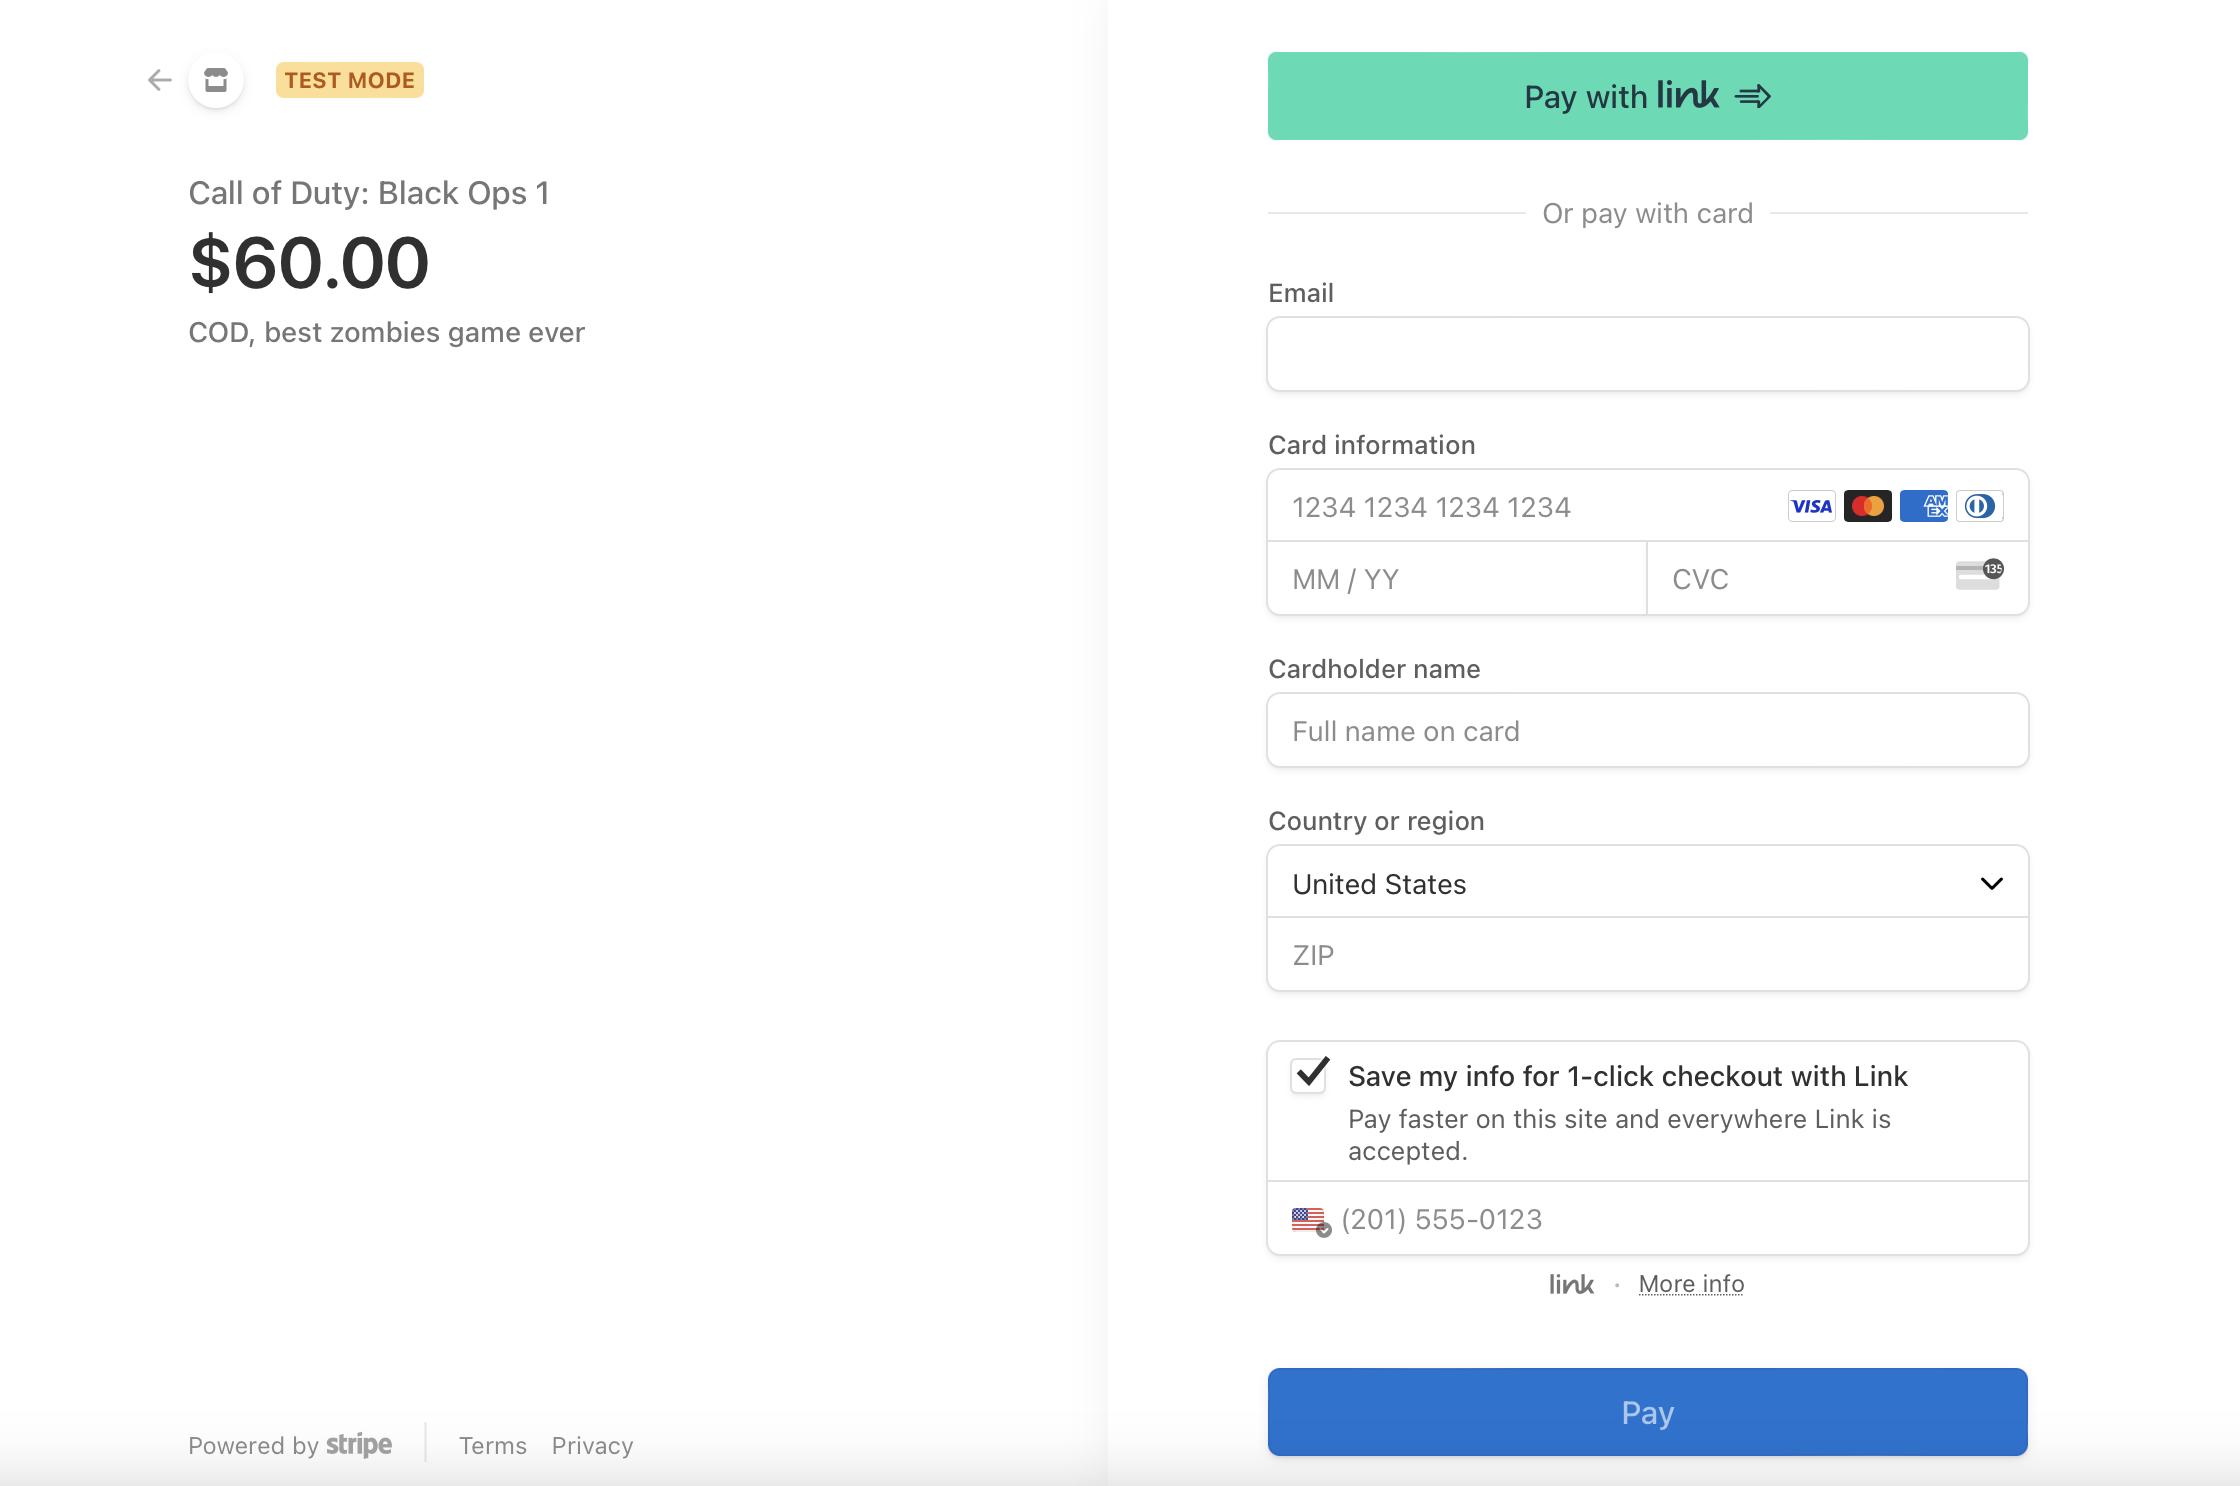 TEST MODE
Call of Duty: Black Ops 1
$60.00
COD, best zombies game ever
Powered by stripe
Terms
Privacy
Pay with link
Or pay with card
Email
Card information
1234 1234 1234 1234
VISA
AM
EX
MM / YY
CVC
135
Cardholder name
Full name on card
Country or region
United States
ZIP
Save my info for 1-click checkout with Link
Pay faster on this site and everywhere Link is
accepted.
(201) 555-0123
link · More info
Pay